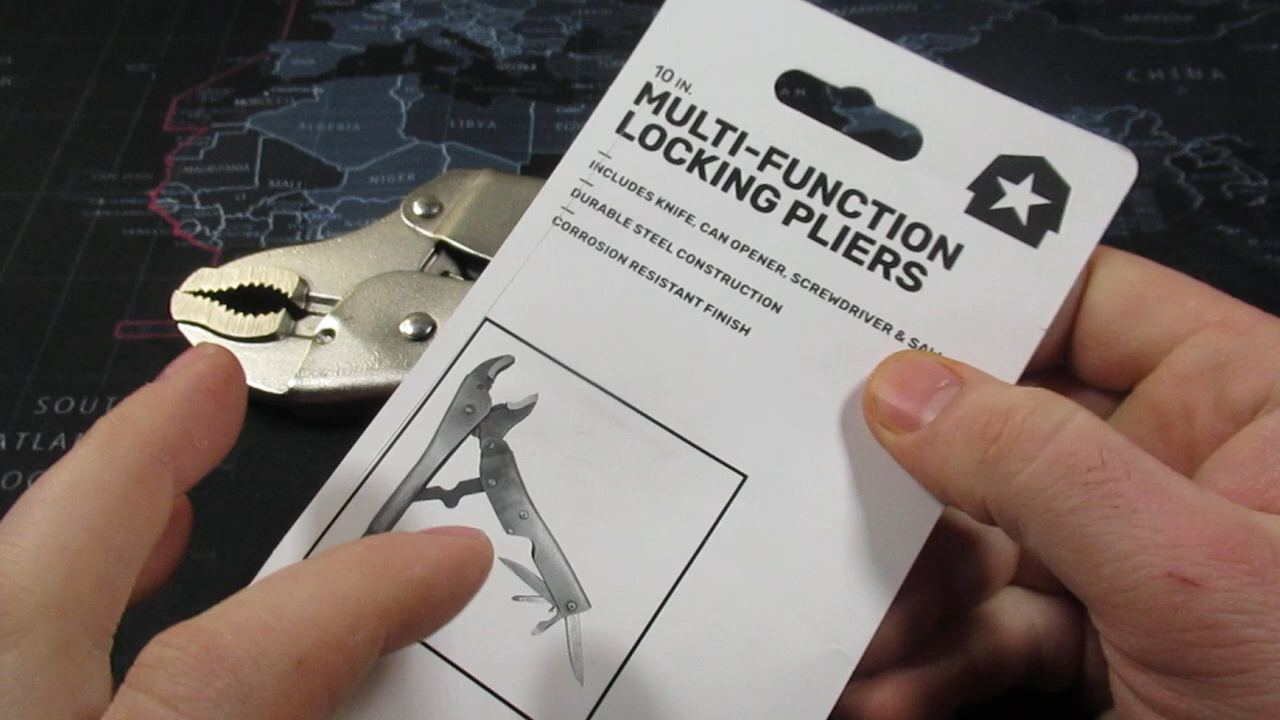 10 IN.
MULTI-FUNCTION
LOCKING PLIERS
INCLUDES KNIFE, CAN OPENER, SCREWDRIVER &
DURABLE STEEL CONSTRUCTION
CORROSION RESISTANT FINISH
CHINA
ALGERIA
LIBYA
MAURITANIA
MALI
NIGER